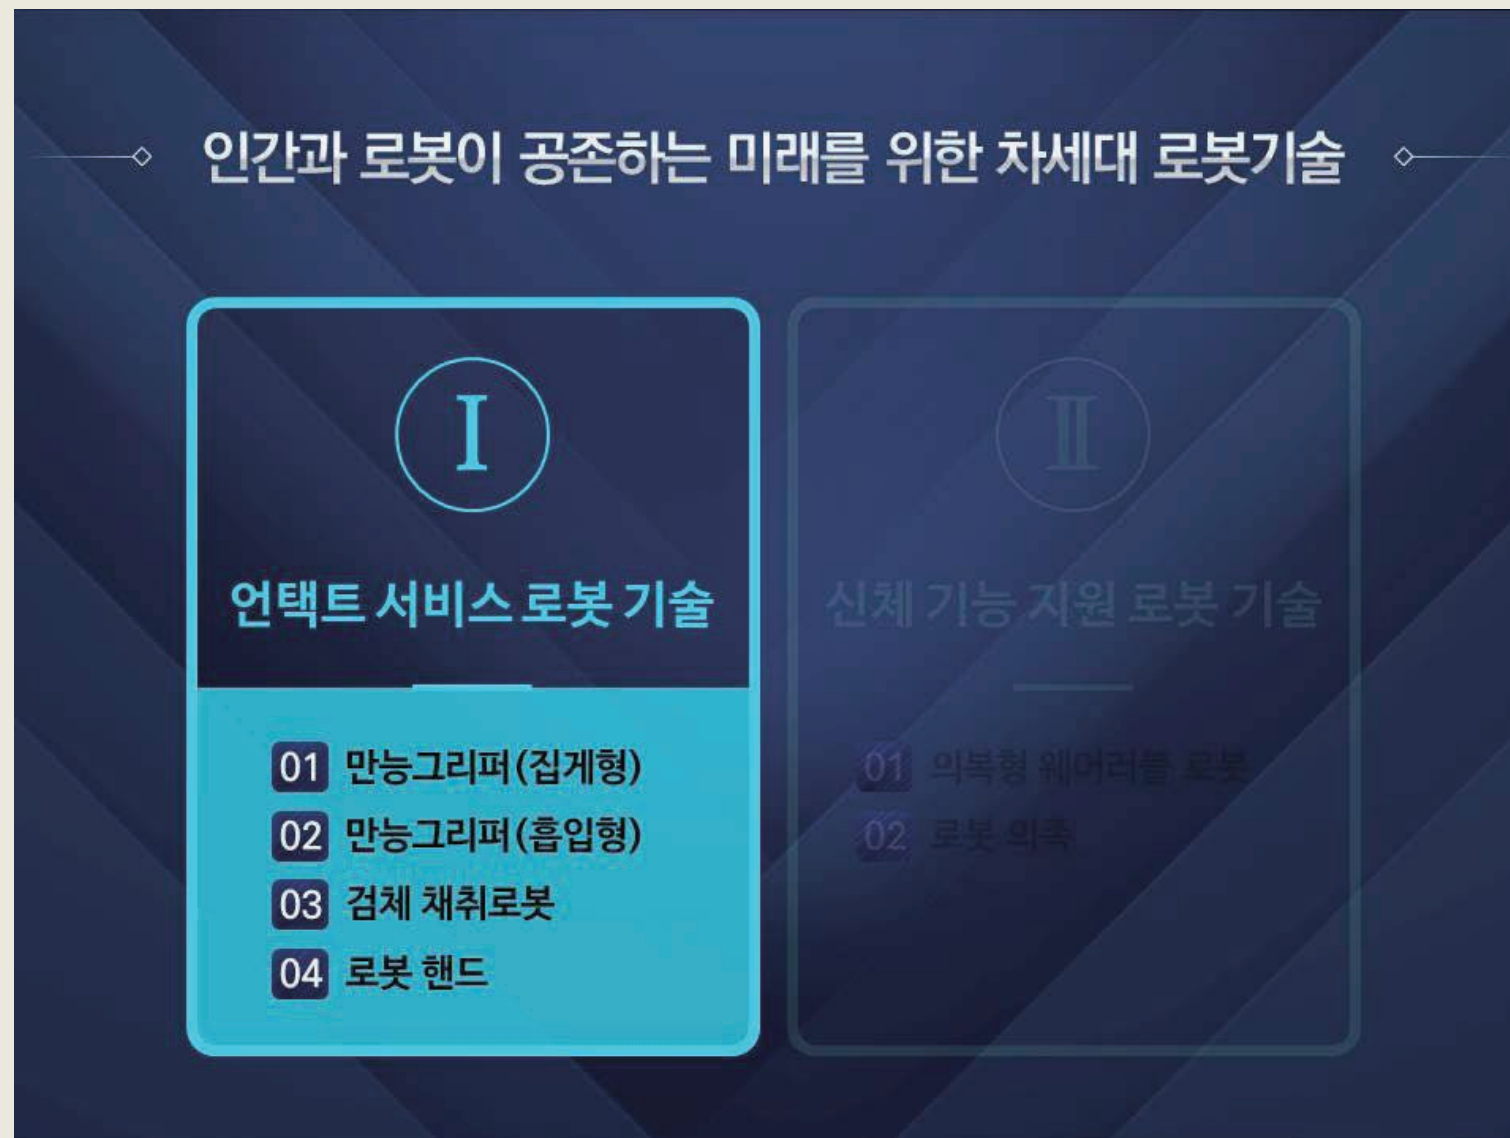 인간과 로봇이 공존하는 미래를 위한 차세대 로봇기술
I
언택트 서비스 로봇 기술
01 만능그리퍼(집게형)
02 만능그리퍼(흡입형)
03 검체 채취로봇
04 로봇 핸드
II
신체 기능 지원 로봇 기술
01 의복형 웨어러블 로봇
02 로봇 의족